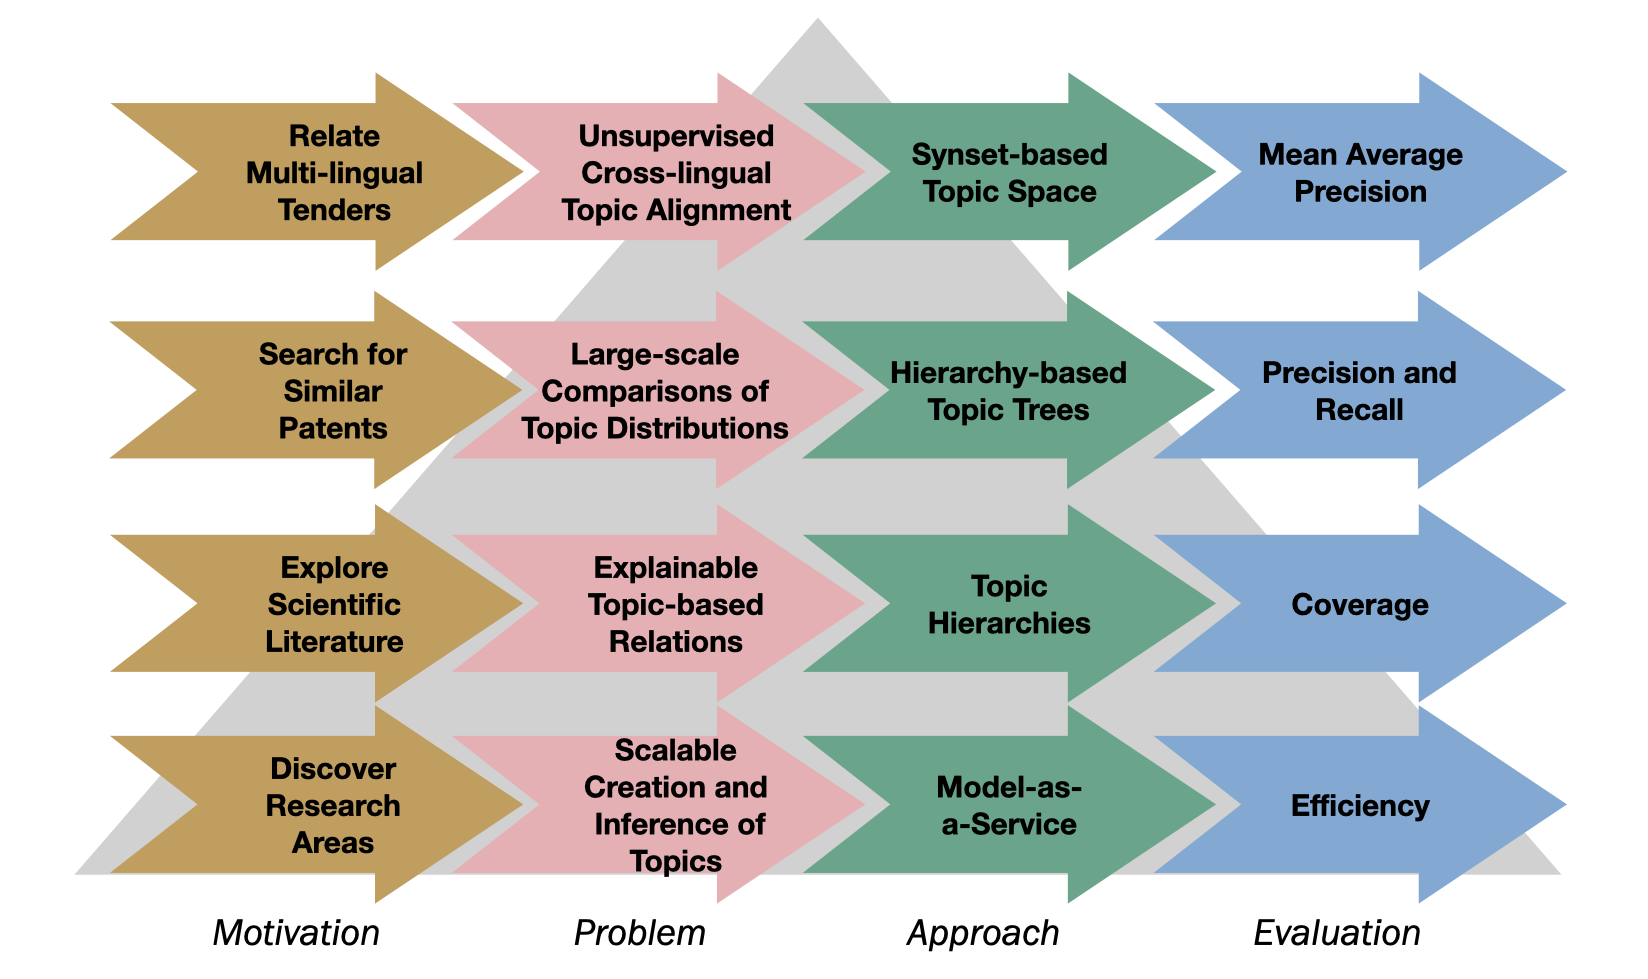 Relate
Multi-lingual
Tenders
Unsupervised
Cross-lingual
Topic Alignment
Synset-based
Topic Space
Mean Average
Precision
Search for
Similar
Patents
Large-scale
Comparisons of
Topic Distributions
Hierarchy-based
Topic Trees
Precision and
Recall
Explore
Scientific
Literature
Explainable
Topic-based
Relations
Topic
Hierarchies
Coverage
Discover
Research
Areas
Scalable
Creation and
Inference of
Topics
Model-as-
a-Service
Efficiency
Motivation
Problem
Approach
Evaluation